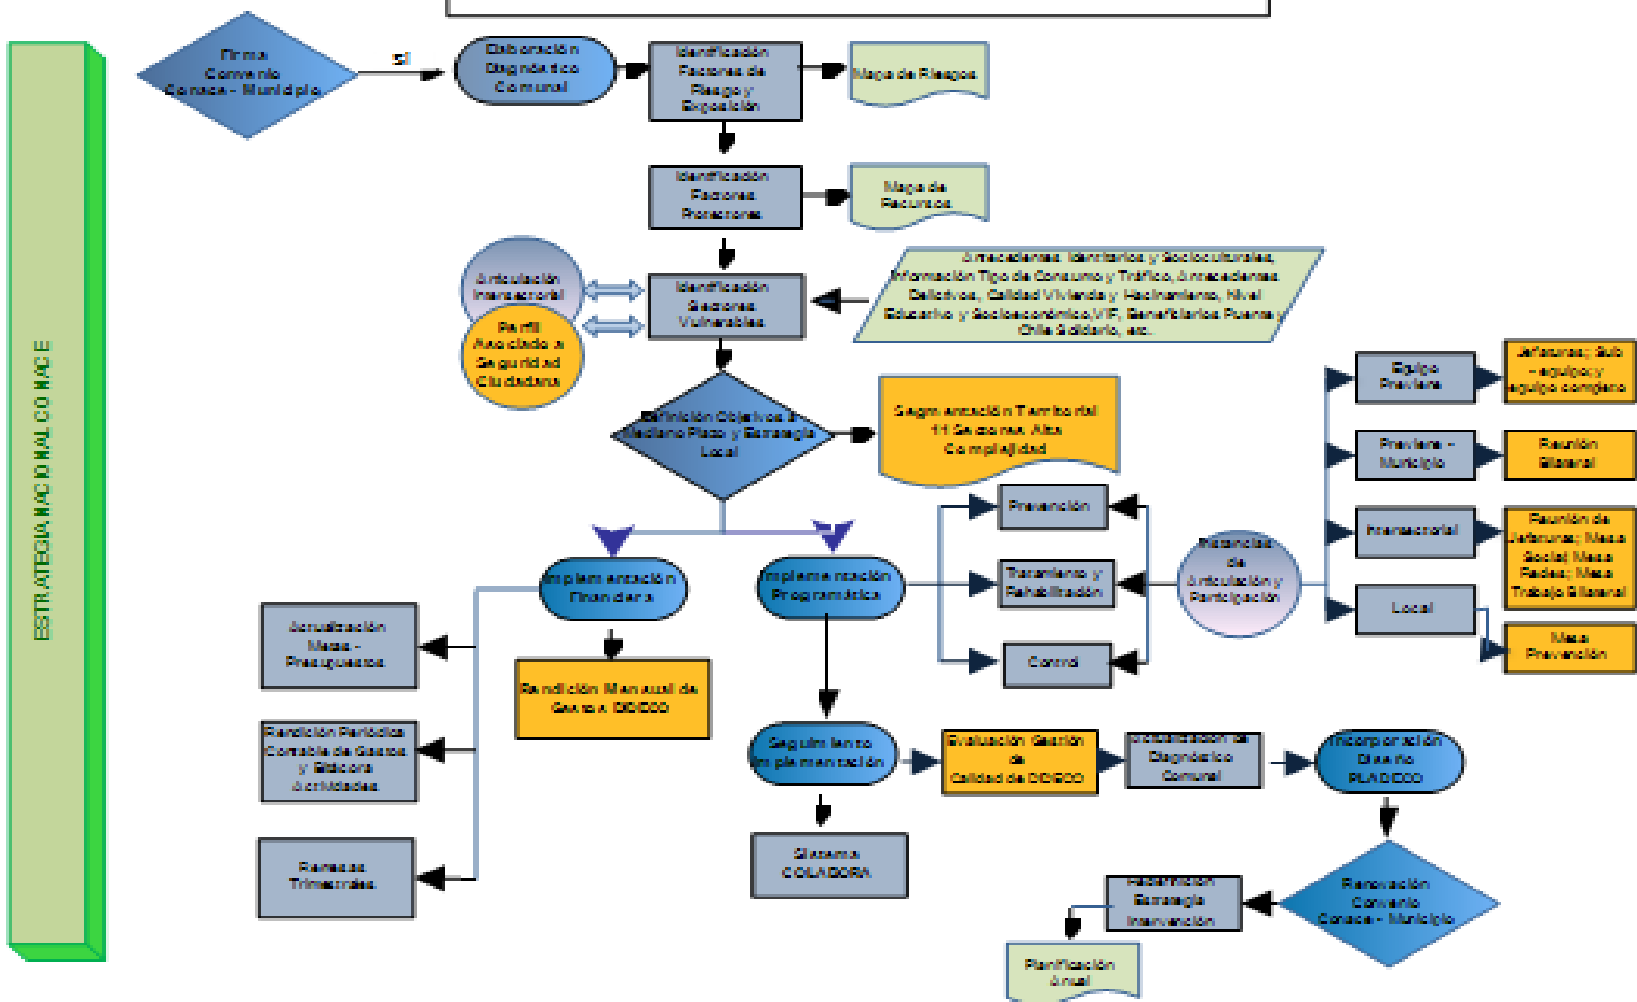 ESTRATEGIA NACIONAL CONACE
Firma
Convenio
Conace - Municipio
SI
Elaboración
Diagnóstico
Comunal
Identificación
Factores de
Riesgo y
Exposición
Mapa de Riesgos
Identificación
Factores
Protectores
Mapa de
Recursos
Articulación
Intersectorial
Perfil
Asociado a
Seguridad
Ciudadana
Identificación
Sectores
Vulnerables
Antecedentes Identitarios y Socioculturales,
Información Tipo de Consumo y Tráfico, Antecedentes
Delictivos, Calidad Vivienda y Hacinamiento, Nivel
Educativo y Socioeconómico, VIF, Beneficiarios Puente y
Chile Solidario, etc.
Definición Objetivos a
Mediano Plazo y Estrategia
Local
Segmentación Territorial
11 Sectores Alta
Complejidad
Implementación
Financiera
Implementación
Programática
Prevención
Tratamiento y
Rehabilitación
Control
Instancias
de
Articulación y
Participación
Equipo
Previene
Jefaturas; Sub
- equipo; y
equipo completo
Previene -
Municipio
Reunión
Bilateral
Intersectorial
Reunión de
Jefaturas; Mesa
Social; Mesa
Redes; Mesa
Trabajo Bilateral
Local
Mesa
Prevención
Actualización
Metas -
Presupuestos
Rendición Mensual de
Gastos DIDECO
Rendición Periódica
Contable de Gastos
y Bitácora
Actividades
Remesas
Trimestrales
Seguimiento
Implementación
Evaluación Gestión
de
Calidad de DIDECO
Actualización de
Diagnóstico
Comunal
Incorporación
Diseño
PLADECO
Sistema
COLABORA
Renovación
Convenio
Conace - Municipio
Redefinición
Estrategia
Intervención
Planificación
Anual